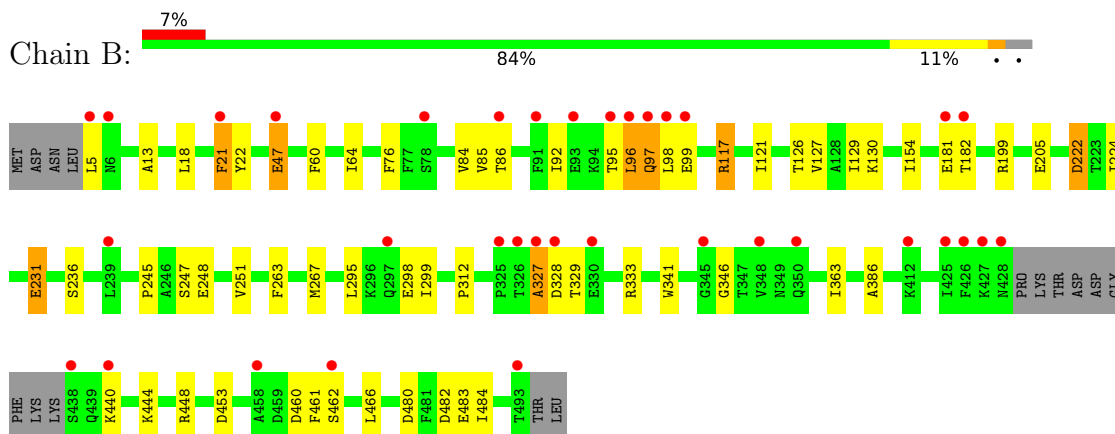 7%
Chain B:
84% 11% • •
MET ASP ASN LEU L5 N6 A13 L18 F21 Y22 E47 F60 I64 F76 F77 S78 V84 V85 T86 F91 I92 E93 K94 T95 L96 Q97 L98 E99 R117 I121 T126 V127 A128 I129 K130 I154 E181 T182 R199 E205 D222 T223
E231 S236 L239 P245 A246 S247 E248 V251 F263 M267 L295 K296 Q297 E298 I299 P312 P325 T326 A327 D328 T329 E330 R333 W341 G345 G346 T347 V348 N349 Q350 I363 A386 K412 I425 F426 K427 N428 PRO LYS THR ASP ASP
PHE LYS LYS S438 Q439 K440 K444 R448 D453 A458 D459 D460 F461 S462 L466 D480 F481 D482 E483 I484 T493 THR LEU